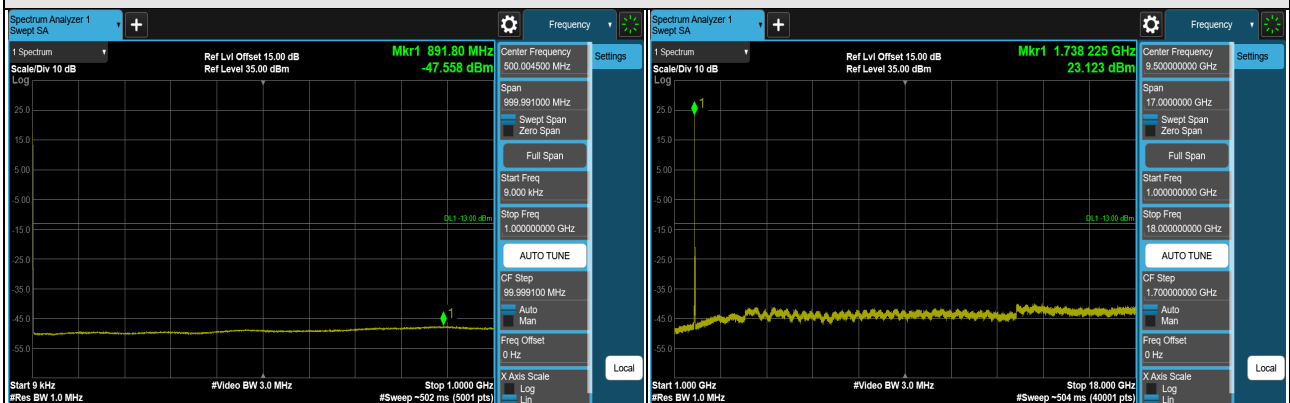 Spectrum Analyzer 1
Swept SA
+
Frequency
1 Spectrum
Ref Lvl Offset 15.00 dB
Mkr1 891.80 MHz
Scale/Div 10 dB
Ref Level 35.00 dBm
-47.558 dBm
Log
25.0
15.0
5.00
-5.00
-15.0
-25.0
-35.0
-45.0
-55.0
DL1 -13.00 dBm
1
Start 9 kHz
#Video BW 3.0 MHz
Stop 1.0000 GHz
#Res BW 1.0 MHz
#Sweep ~502 ms (5001 pts)
Center Frequency
500.004500 MHz
Settings
Span
999.991000 MHz
Swept Span
Zero Span
Full Span
Start Freq
9.000 kHz
Stop Freq
1.000000000 GHz
AUTO TUNE
CF Step
99.999100 MHz
Auto
Man
Freq Offset
0 Hz
X Axis Scale
Log
Lin
Local
Spectrum Analyzer 1
Swept SA
+
Frequency
1 Spectrum
Ref Lvl Offset 15.00 dB
Mkr1 1.738 225 GHz
Scale/Div 10 dB
Ref Level 35.00 dBm
23.123 dBm
Log
25.0
15.0
5.00
-5.00
-15.0
-25.0
-35.0
-45.0
-55.0
DL1 -13.00 dBm
1
Start 1.000 GHz
#Video BW 3.0 MHz
Stop 18.000 GHz
#Res BW 1.0 MHz
#Sweep ~504 ms (40001 pts)
Center Frequency
9.500000000 GHz
Settings
Span
17.0000000 GHz
Swept Span
Zero Span
Full Span
Start Freq
1.000000000 GHz
Stop Freq
18.000000000 GHz
AUTO TUNE
CF Step
1.700000000 GHz
Auto
Man
Freq Offset
0 Hz
X Axis Scale
Log
Lin
Local